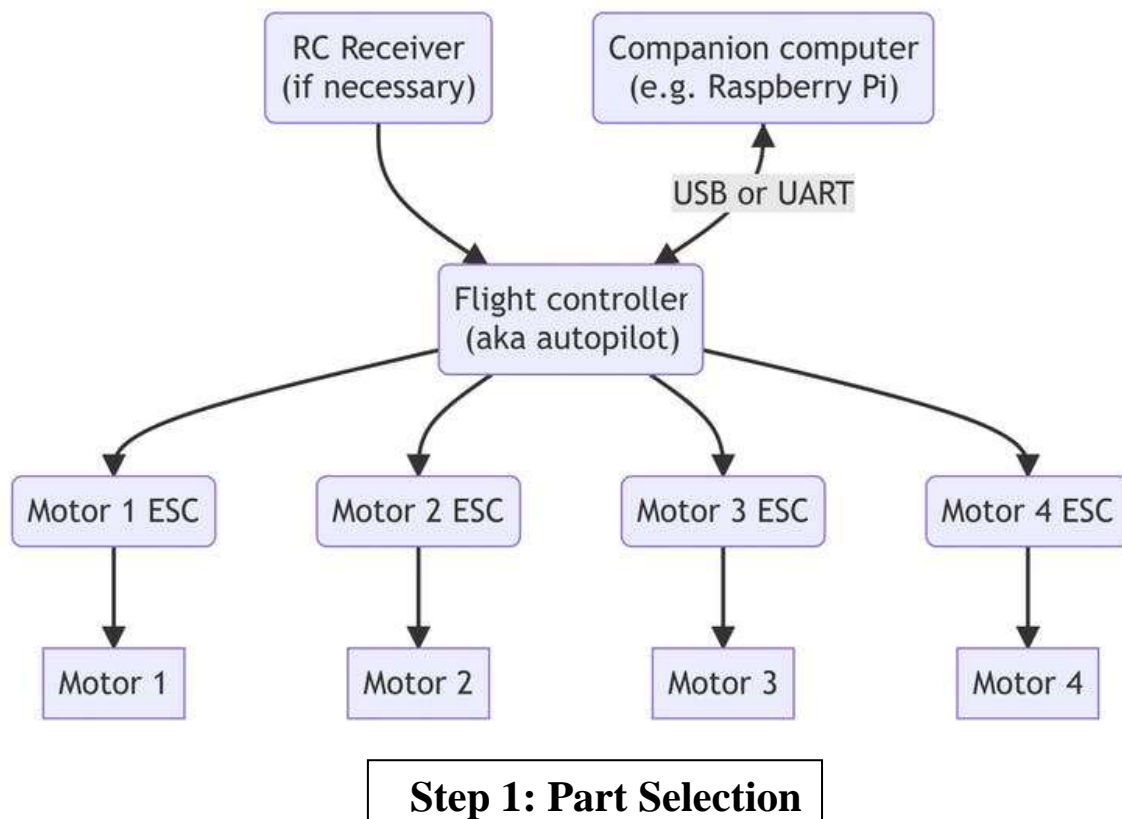 RC Receiver
(if necessary)
Companion computer
(e.g. Raspberry Pi)
USB or UART
Flight controller
(aka autopilot)
Motor 1 ESC
Motor 2 ESC
Motor 3 ESC
Motor 4 ESC
Motor 1
Motor 2
Motor 3
Motor 4
Step 1: Part Selection